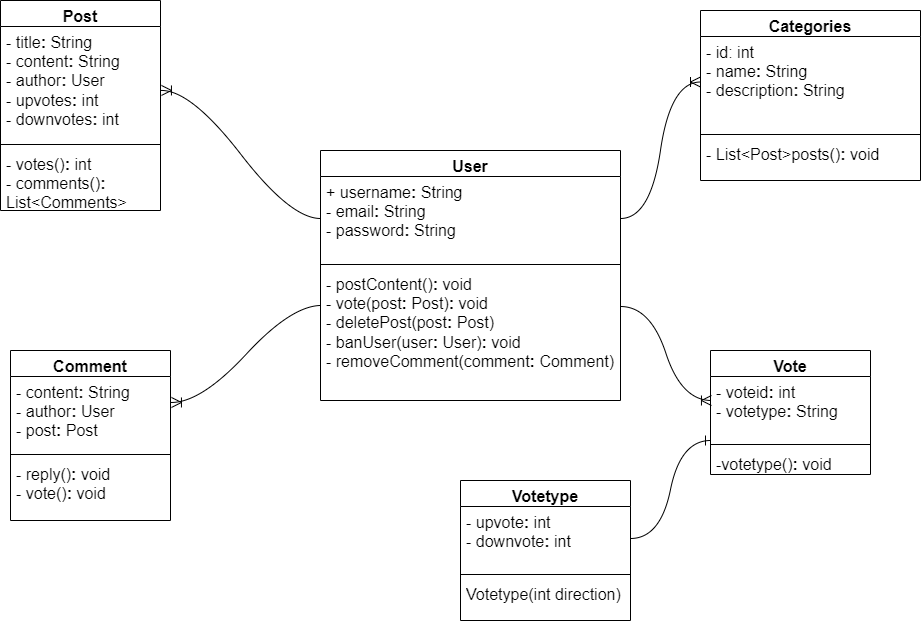 Post
- title: String
- content: String
- author: User
- upvotes: int
- downvotes: int
- votes(): int
- comments():
List<Comments>
Categories
- id: int
- name: String
- description: String
- List<Post>posts(): void
User
+ username: String
- email: String
- password: String
- postContent(): void
- vote(post: Post): void
- deletePost(post: Post)
- banUser(user: User): void
- removeComment(comment: Comment)
Comment
- content: String
- author: User
- post: Post
- reply(): void
- vote(): void
Vote
- voteid: int
- votetype: String
-votetype(): void
Votetype
- upvote: int
- downvote: int
Votetype(int direction)